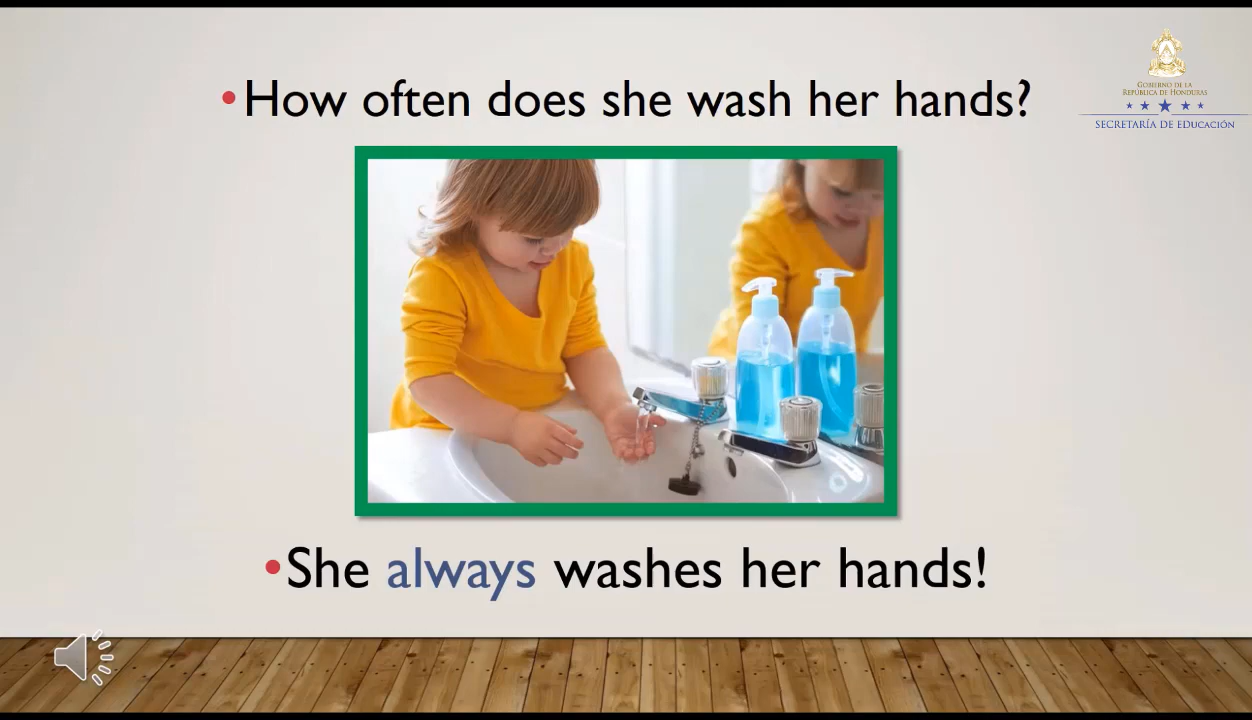 •How often does she wash her hands?
GOBIERNO DE LA
REPÚBLICA DE HONDURAS
SECRETARÍA DE EDUCACIÓN
•She always washes her hands!